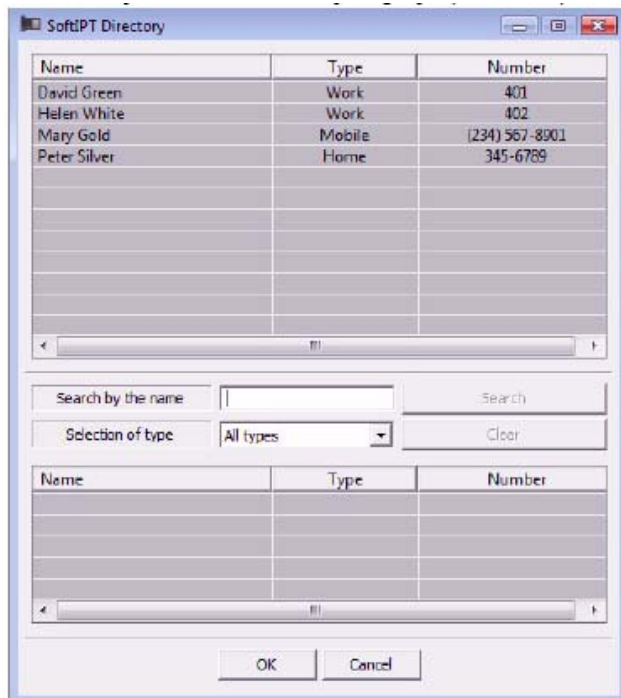 SoftIPT Directory
Name Type Number
David Green Work 401
Helen White Work 402
Mary Gold Mobile (234) 567-8901
Peter Silver Home 345-6789
Search by the name Search
Selection of type All types Clear
Name Type Number
OK Cancel